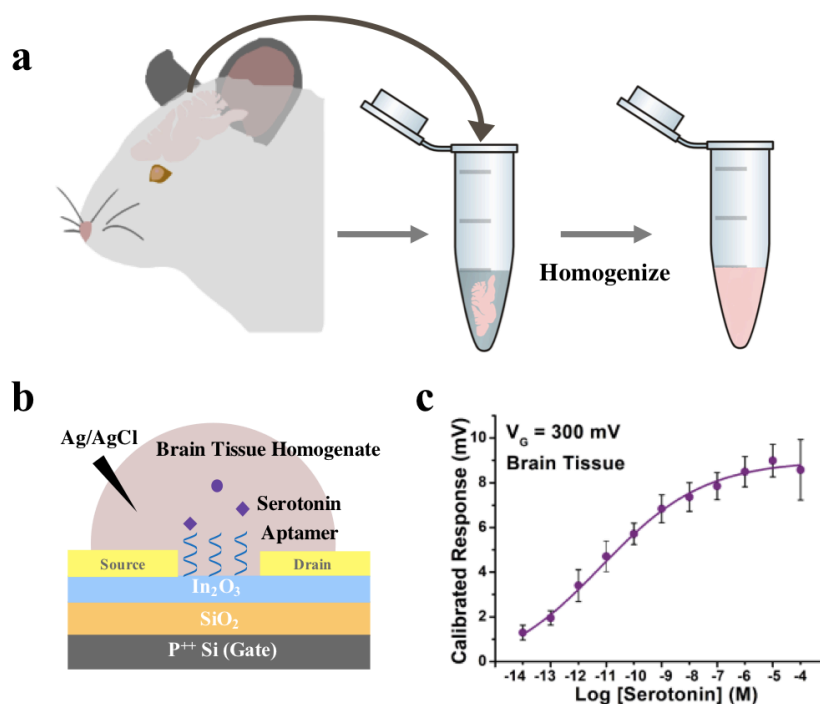 a
Homogenize
b
Ag/AgCl
Brain Tissue Homogenate
Serotonin
Aptamer
Source
Drain
In₂O₃
SiO₂
P⁺⁺ Si (Gate)
c
V_G = 300 mV
Brain Tissue
Calibrated Response (mV)
10
8
6
4
2
0
-14 -13 -12 -11 -10 -9 -8 -7 -6 -5 -4
Log [Serotonin] (M)